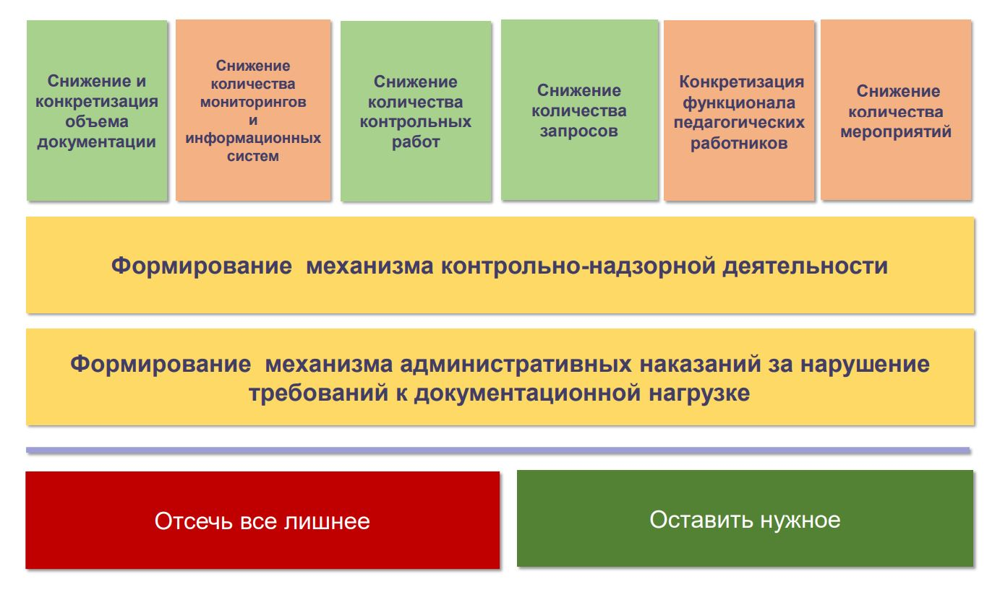 Снижение и
конкретизация
объема
документации
Снижение
количества
мониторингов
и
информационных
систем
Снижение
количества
контрольных
работ
Снижение
количества
запросов
Конкретизация
функционала
педагогических
работников
Снижение
количества
мероприятий
Формирование механизма контрольно-надзорной деятельности
Формирование механизма административных наказаний за нарушение
требований к документационной нагрузке
Отсечь все лишнее
Оставить нужное